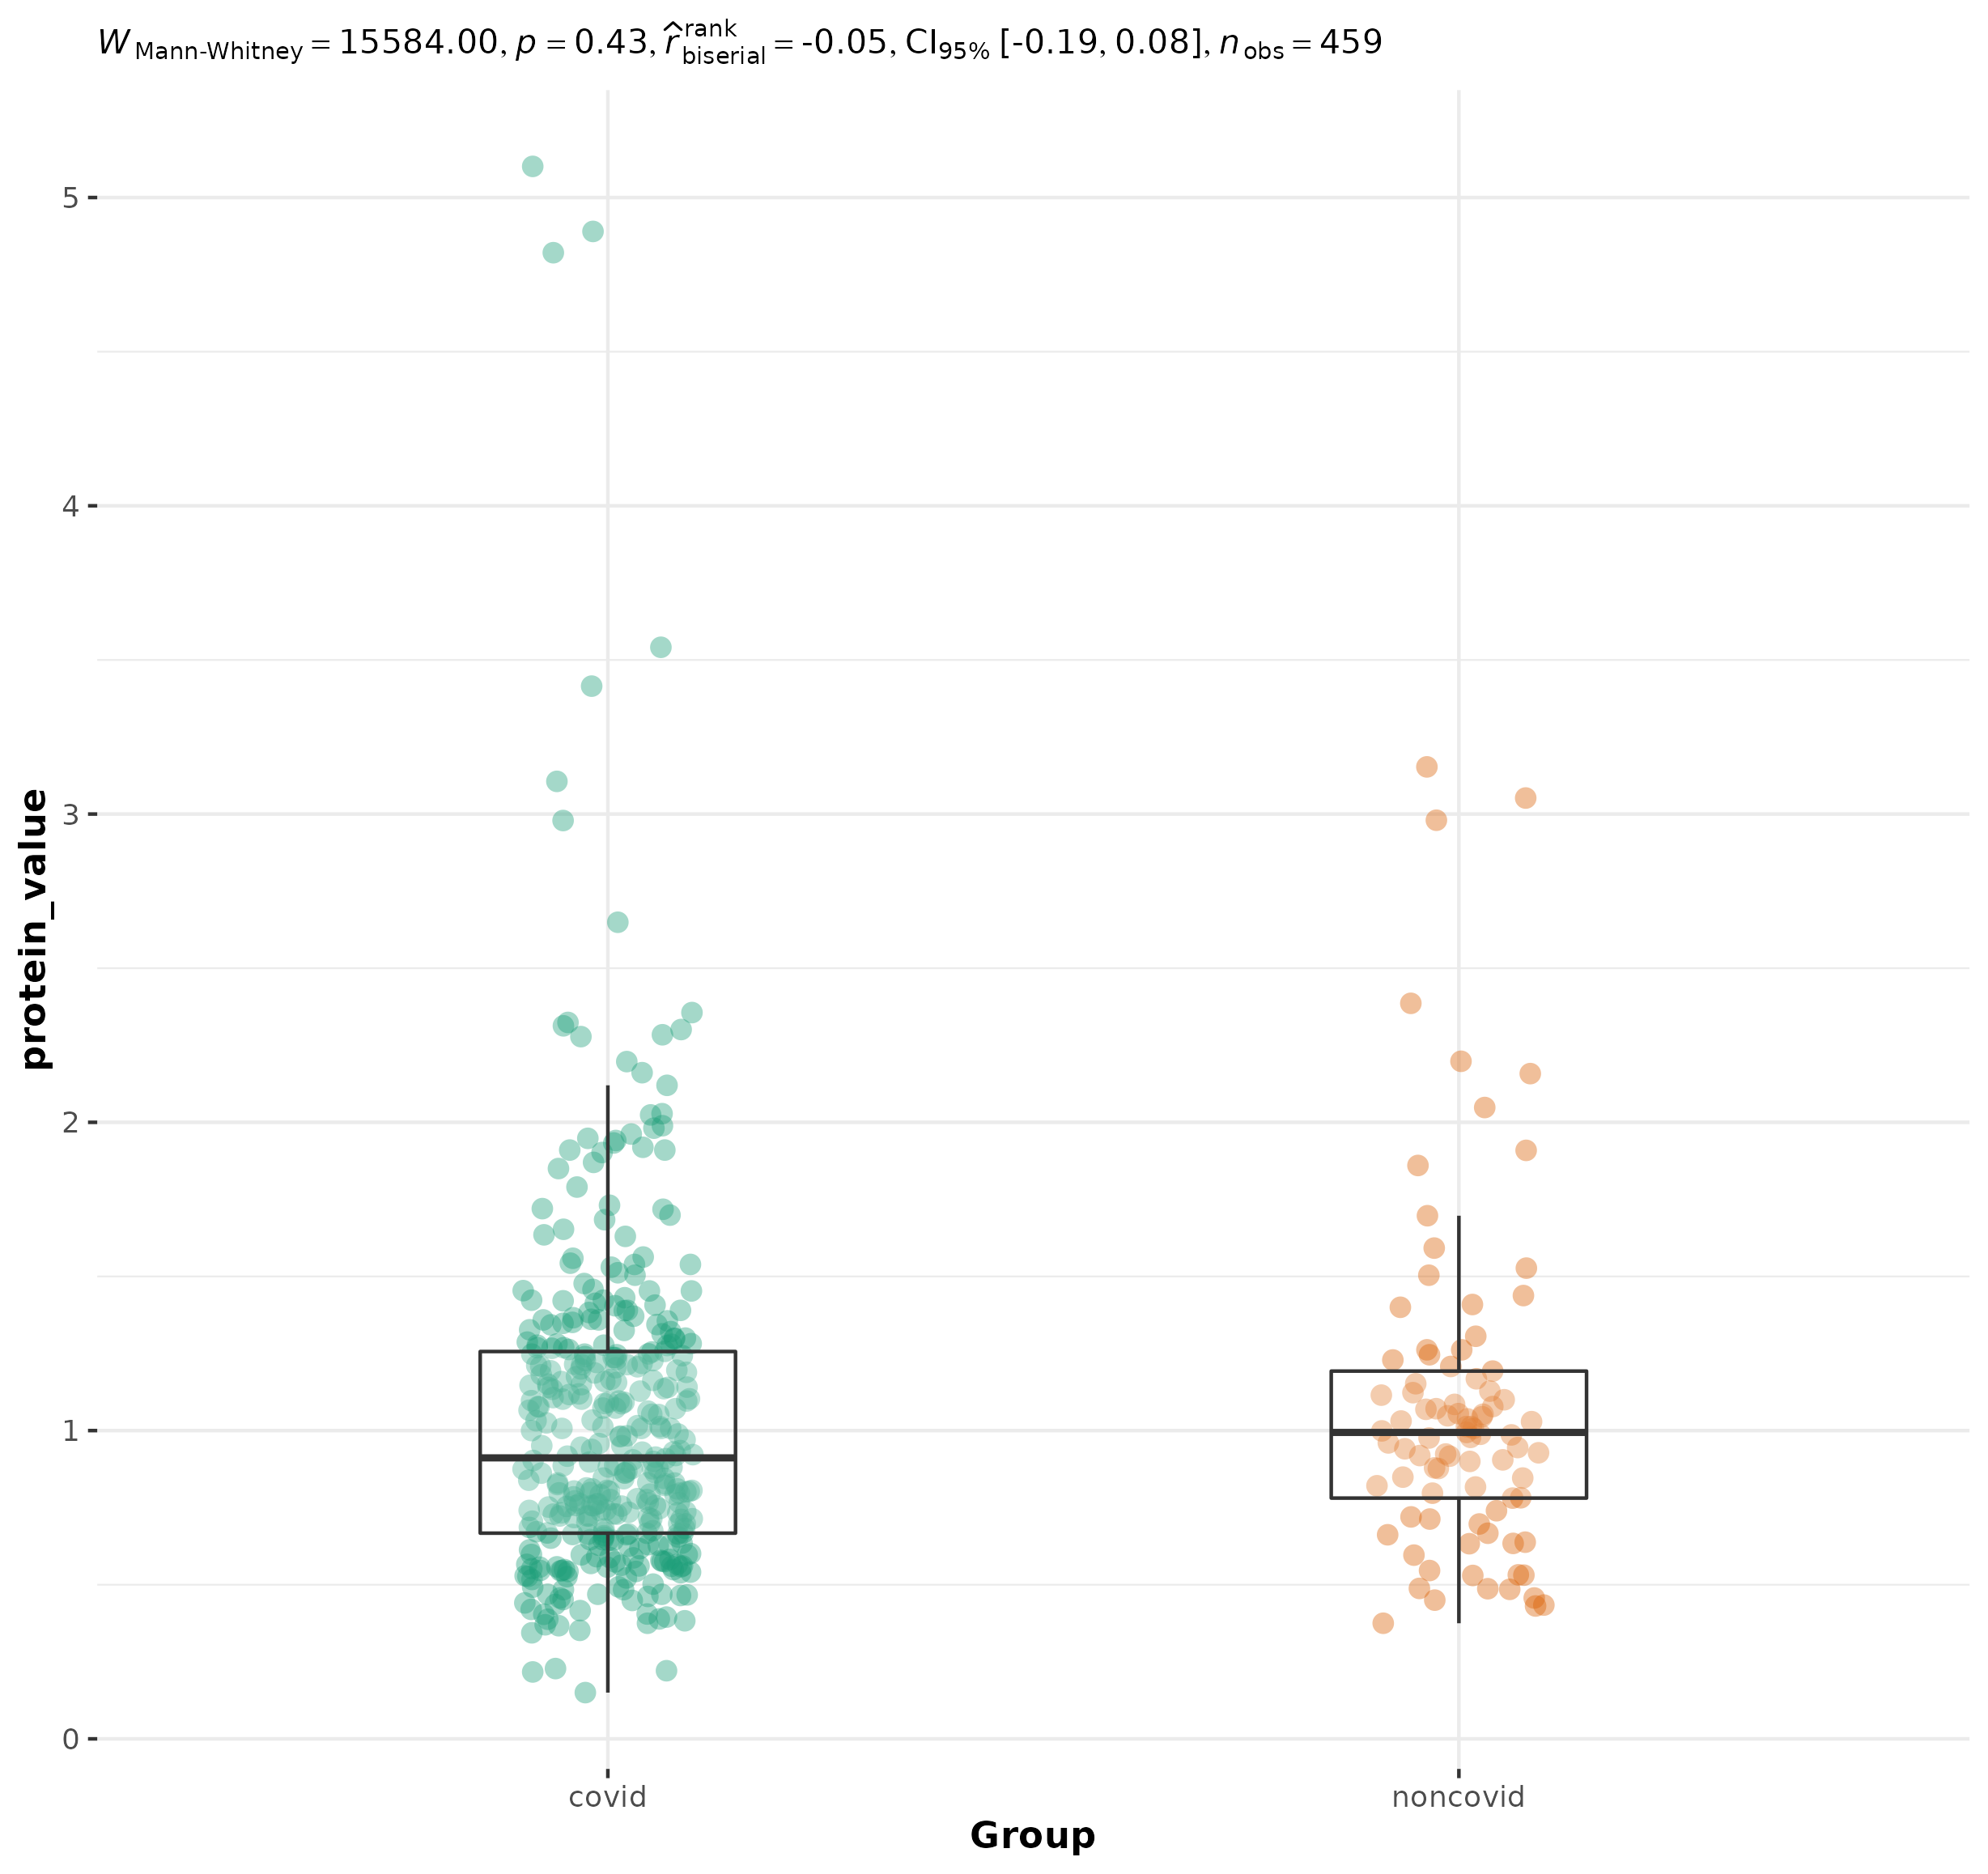 W Mann-Whitney = 15584.00, p = 0.43, r̂ rank biserial = -0.05, CI95% [-0.19, 0.08], n obs = 459
5
4
3
2
1
0
protein_value
covid noncovid
Group